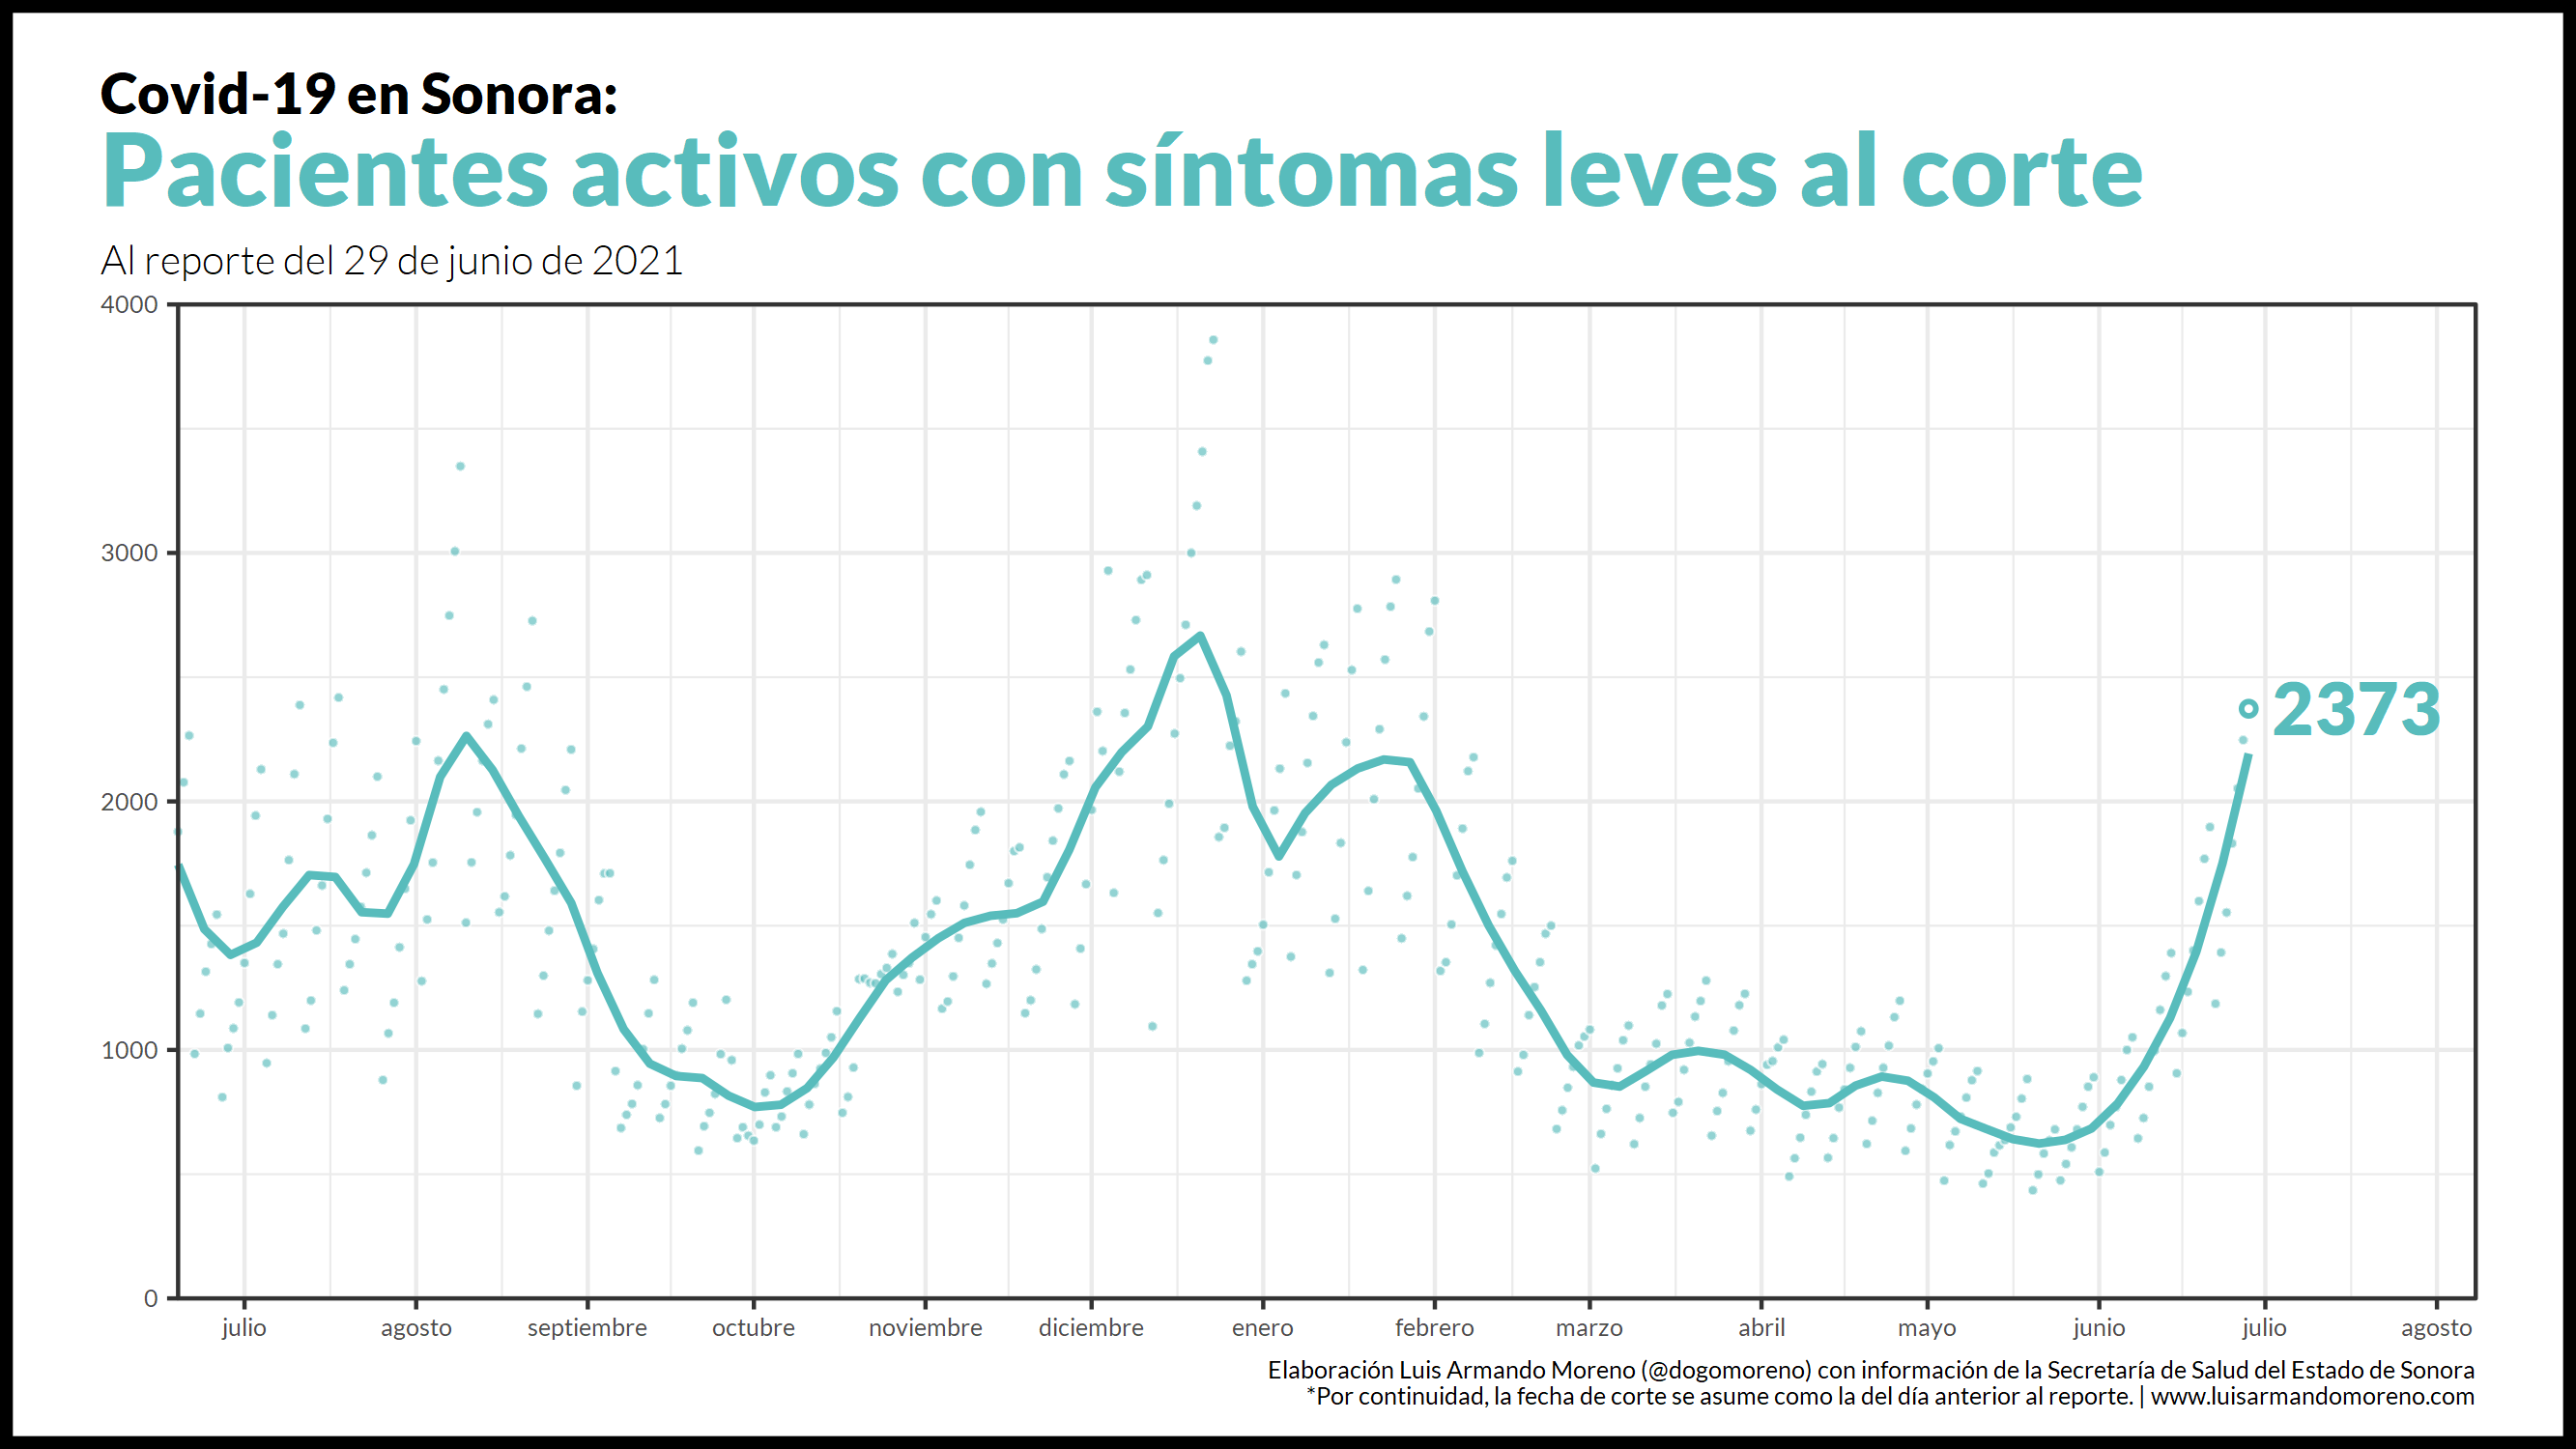 Covid-19 en Sonora:
Pacientes activos con síntomas leves al corte
Al reporte del 29 de junio de 2021
4000
3000
2000
1000
0
2373
julio agosto septiembre octubre noviembre diciembre enero febrero marzo abril mayo junio julio agosto
Elaboración Luis Armando Moreno (@dogomoreno) con información de la Secretaría de Salud del Estado de Sonora
*Por continuidad, la fecha de corte se asume como la del día anterior al reporte. | www.luisarmandomoreno.com